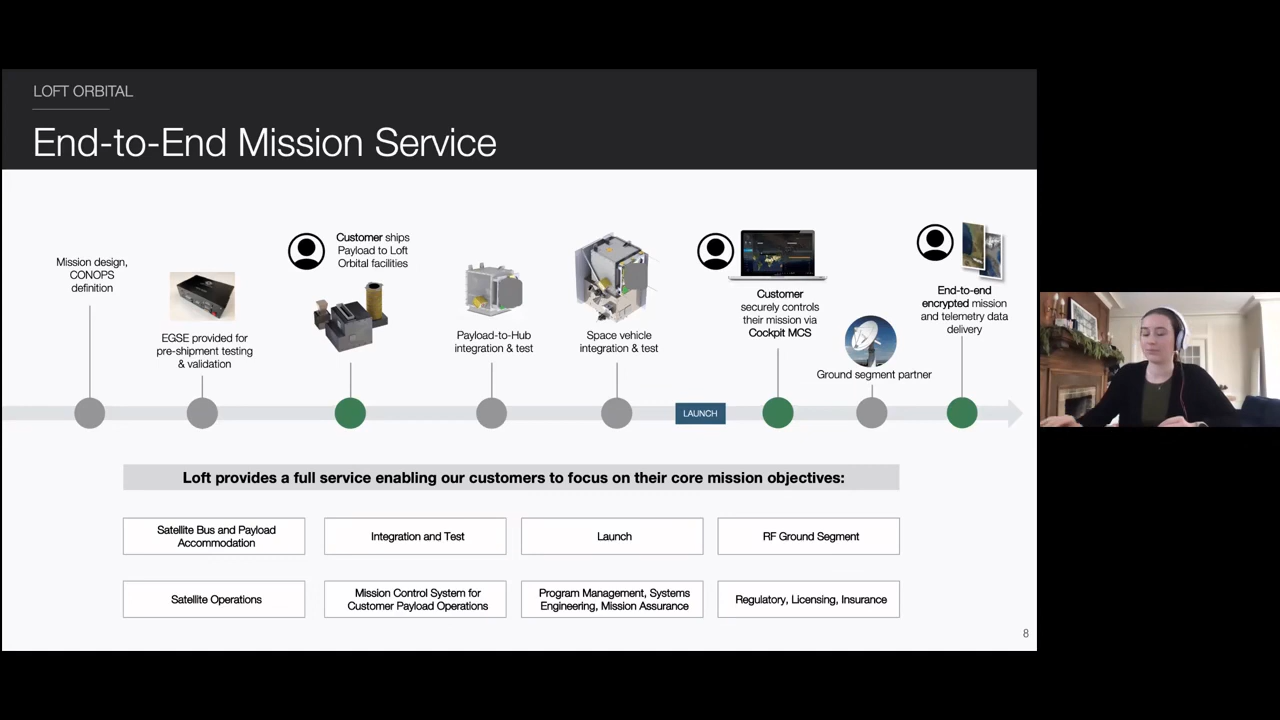 LOFT ORBITAL
End-to-End Mission Service
Mission design,
CONOPS
definition
EGSE provided for
pre-shipment testing
& validation
Customer ships
Payload to Loft
Orbital facilities
Payload-to-Hub
integration & test
Space vehicle
integration & test
LAUNCH
Customer
securely controls
their mission via
Cockpit MCS
Ground segment partner
End-to-end
encrypted mission
and telemetry data
delivery
Loft provides a full service enabling our customers to focus on their core mission objectives:
Satellite Bus and Payload
Accommodation
Integration and Test
Launch
RF Ground Segment
Satellite Operations
Mission Control System for
Customer Payload Operations
Program Management, Systems
Engineering, Mission Assurance
Regulatory, Licensing, Insurance
8